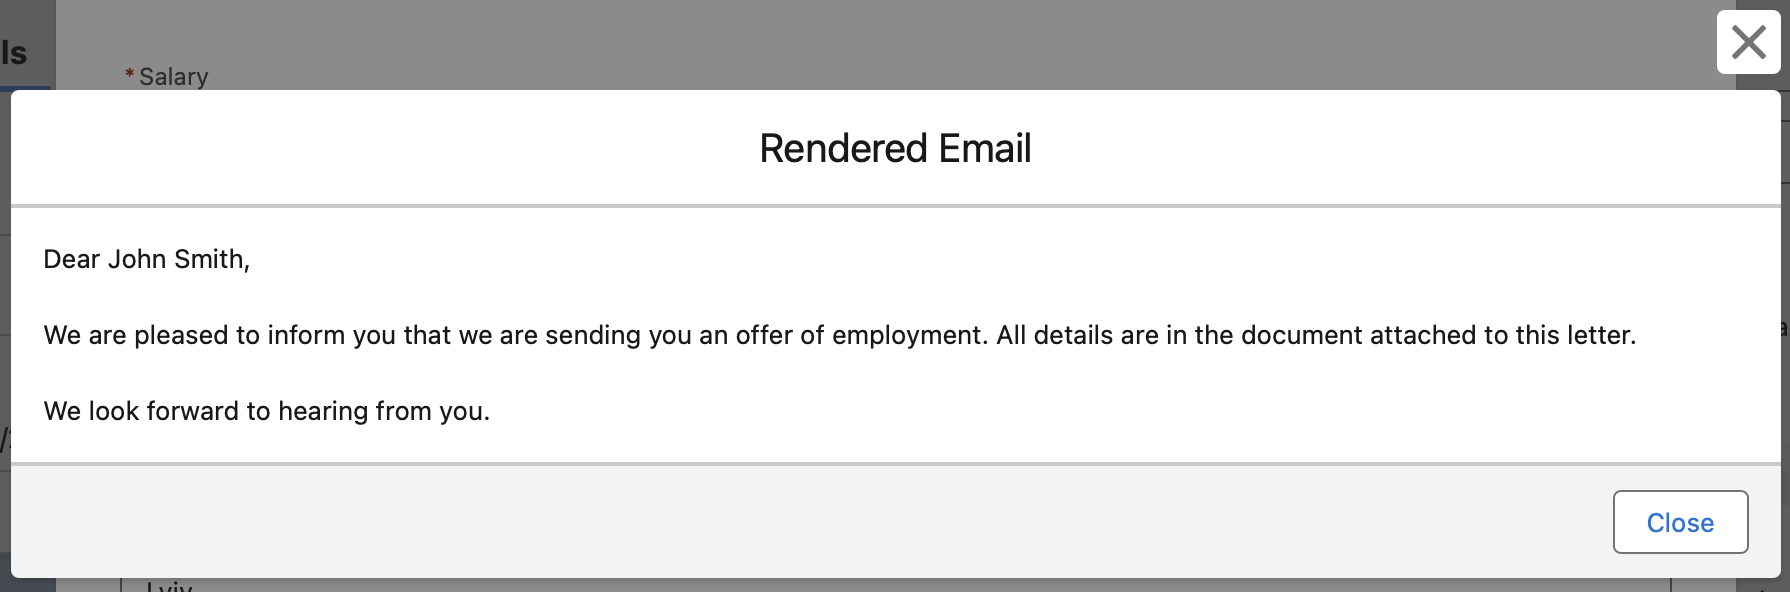 ls
* Salary
Rendered Email
Dear John Smith,
We are pleased to inform you that we are sending you an offer of employment. All details are in the document attached to this letter.
We look forward to hearing from you.
Close
Lviv